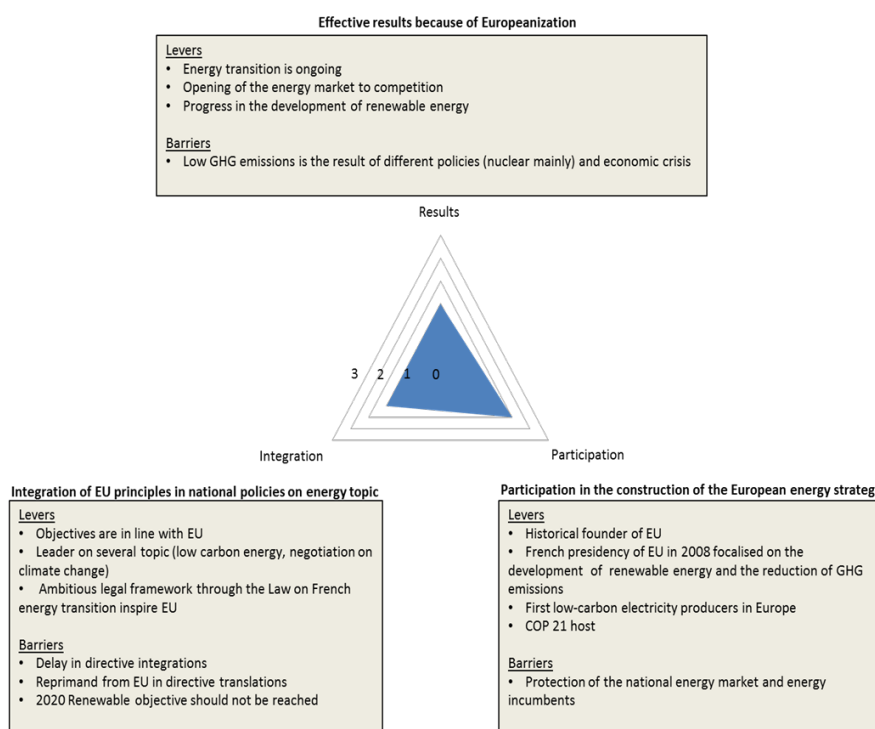 Effective results because of Europeanization
Levers
• Energy transition is ongoing
• Opening of the energy market to competition
• Progress in the development of renewable energy
Barriers
• Low GHG emissions is the result of different policies (nuclear mainly) and economic crisis
Results
3 2 1 0
Integration
Participation
Integration of EU principles in national policies on energy topic
Levers
• Objectives are in line with EU
• Leader on several topic (low carbon energy, negotiation on
climate change)
• Ambitious legal framework through the Law on French
energy transition inspire EU
Barriers
• Delay in directive integrations
• Reprimand from EU in directive translations
• 2020 Renewable objective should not be reached
Participation in the construction of the European energy strateg
Levers
• Historical founder of EU
• French presidency of EU in 2008 focalised on the
development of renewable energy and the reduction of GHG
emissions
• First low-carbon electricity producers in Europe
• COP 21 host
Barriers
• Protection of the national energy market and energy
incumbents